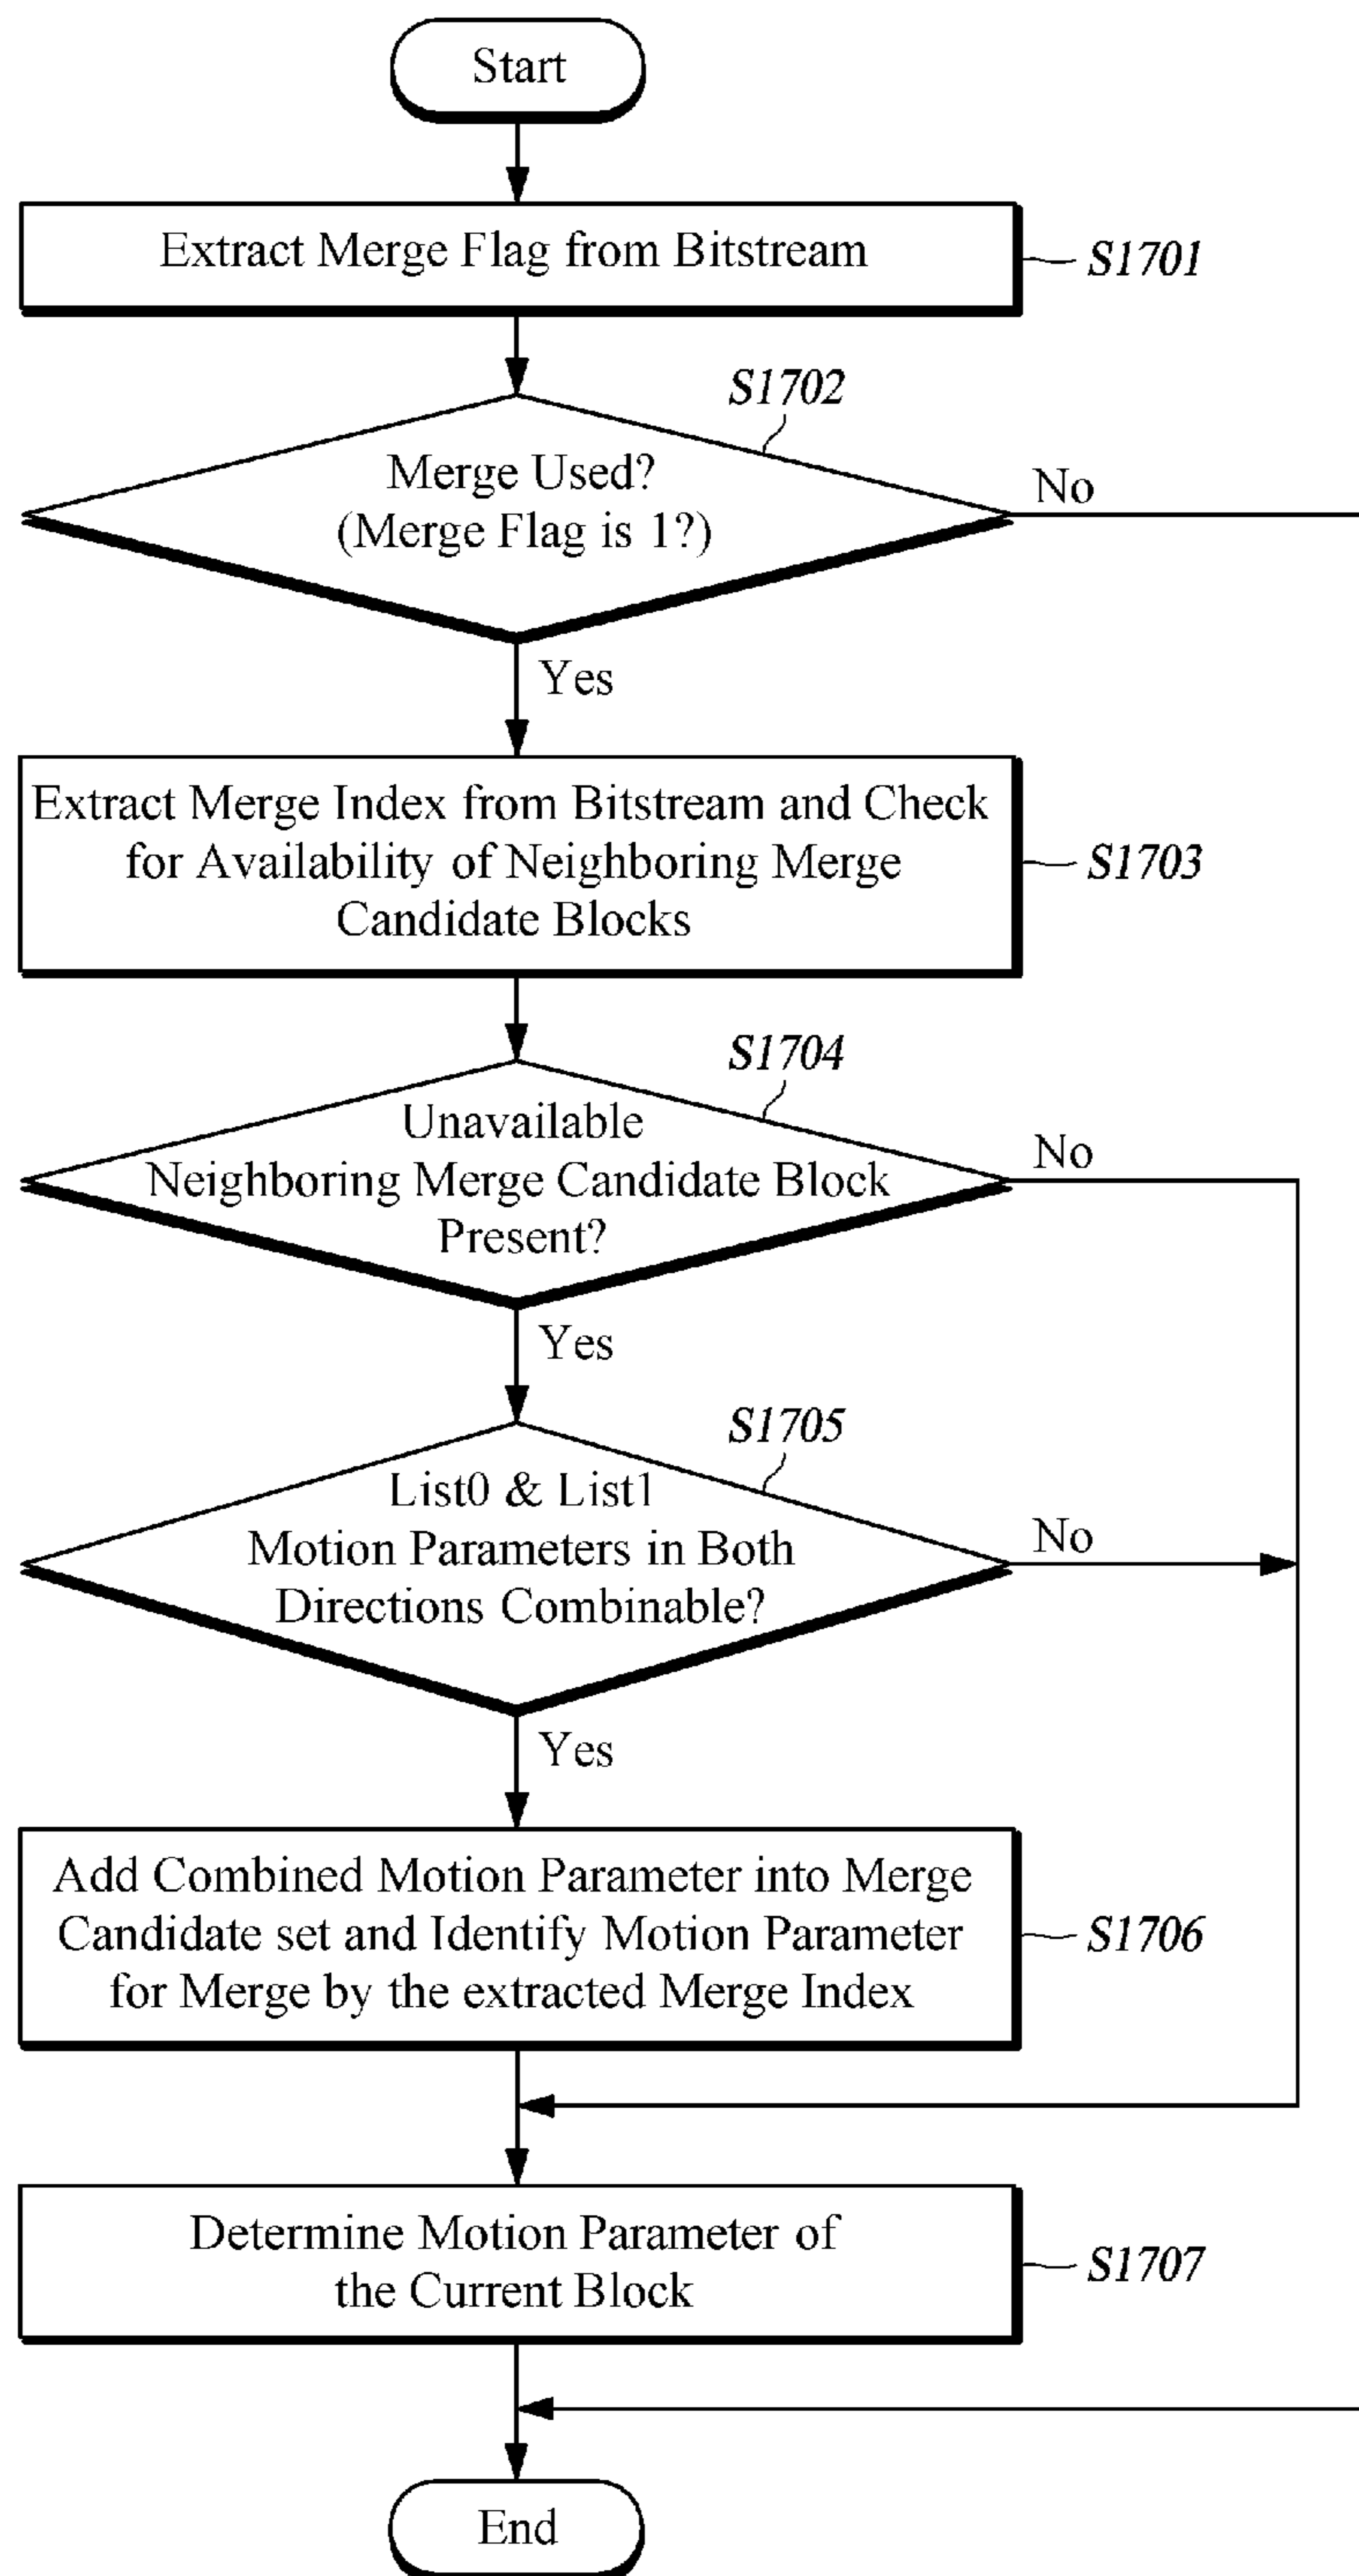 Start
Extract Merge Flag from Bitstream
S1701
S1702
Merge Used?
(Merge Flag is 1?)
No
Yes
Extract Merge Index from Bitstream and Check
for Availability of Neighboring Merge
Candidate Blocks
S1703
S1704
Unavailable
Neighboring Merge Candidate Block
Present?
No
Yes
S1705
List0 & List1
Motion Parameters in Both
Directions Combinable?
No
Yes
Add Combined Motion Parameter into Merge
Candidate set and Identify Motion Parameter
for Merge by the extracted Merge Index
S1706
Determine Motion Parameter of
the Current Block
S1707
End